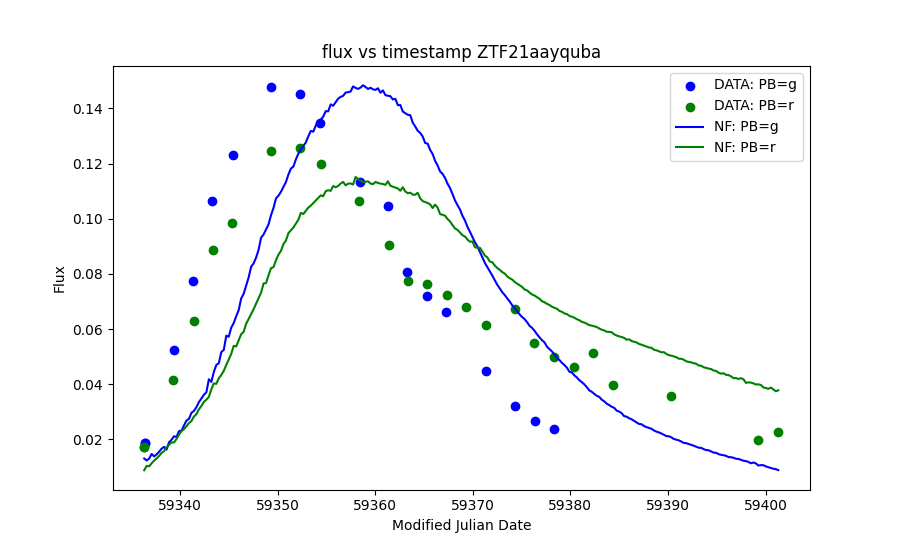 flux vs timestamp ZTF21aayquba
DATA: PB=g
DATA: PB=r
NF: PB=g
NF: PB=r
Flux
0.14
0.12
0.10
0.08
0.06
0.04
0.02
59340 59350 59360 59370 59380 59390 59400
Modified Julian Date